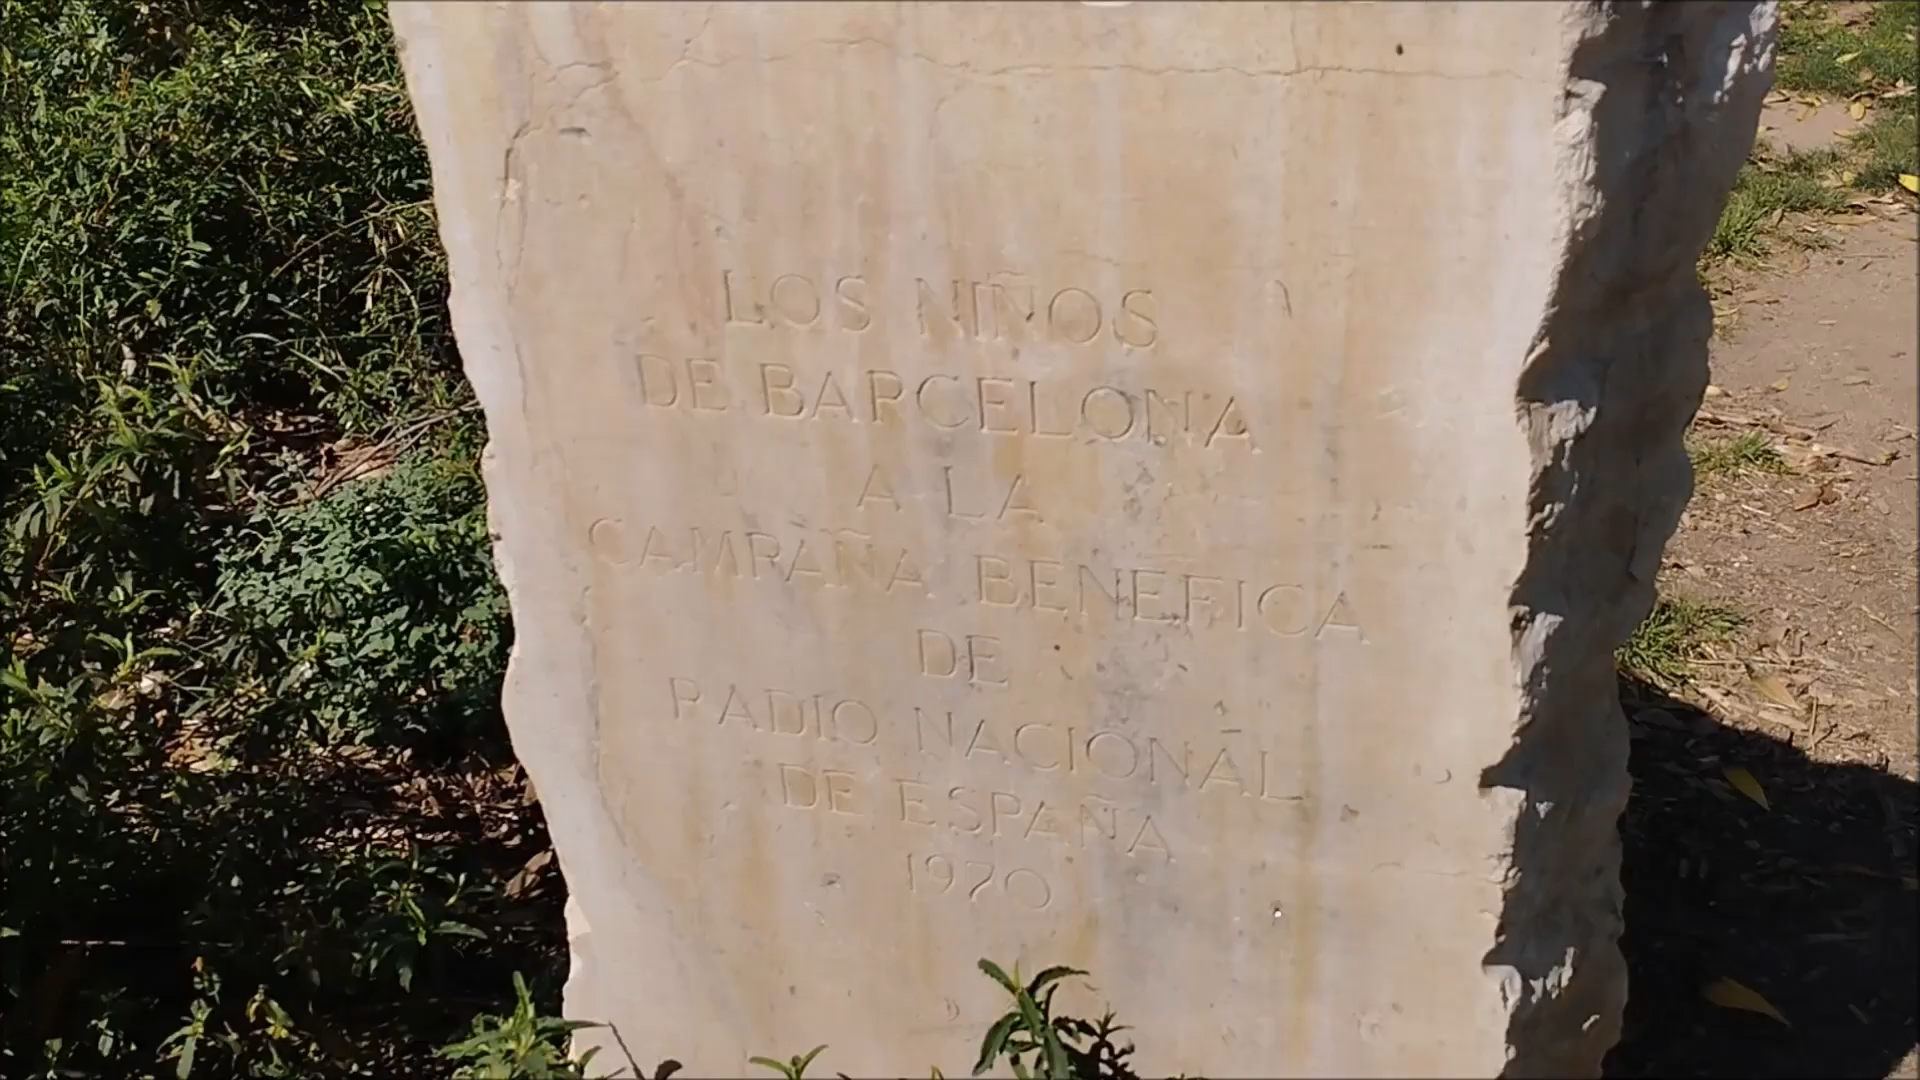 LOS NIÑOS
DE BARCELONA
A LA
CAMPAÑA BENEFICA
DE
RADIO NACIONAL
DE ESPAÑA
1970